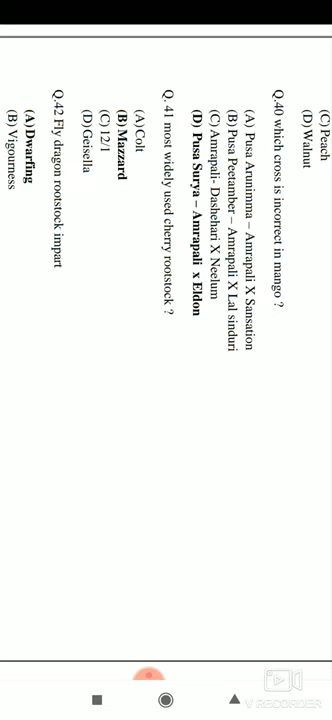 (C) Peach
(D) Walnut
Q.40 which cross is incorrect in mango ?
(A) Pusa Arunimma – Amrapali X Sansation
(B) Pusa Peetamber – Amrapali X Lal sinduri
(C) Amrapali- Dashehari X Neelum
(D) Pusa Surya – Amrapali x Eldon
Q. 41 most widely used cherry rootstock ?
(A) Colt
(B) Mazzard
(C) 12/1
(D) Geisella
Q.42 Fly dragon rootstock impart
(A) Dwarfing
(B) Vigourness
V RECORDER